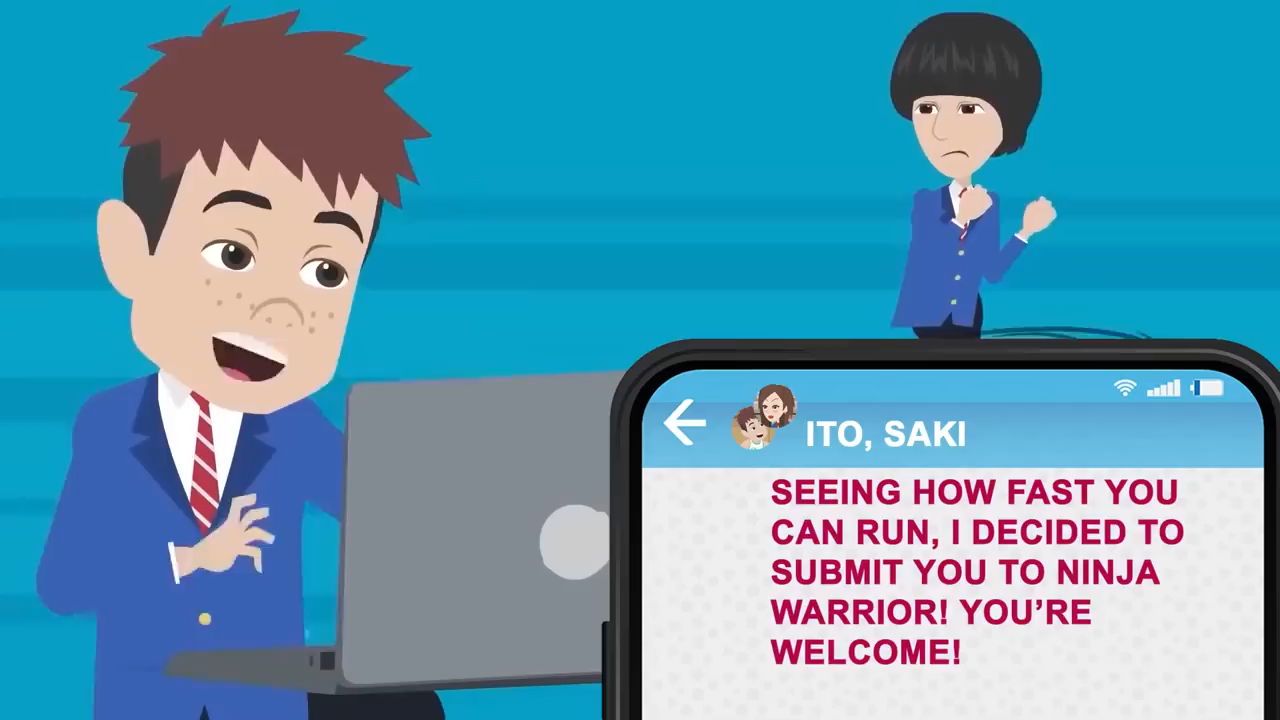 ITO, SAKI
SEEING HOW FAST YOU
CAN RUN, I DECIDED TO
SUBMIT YOU TO NINJA
WARRIOR! YOU’RE
WELCOME!